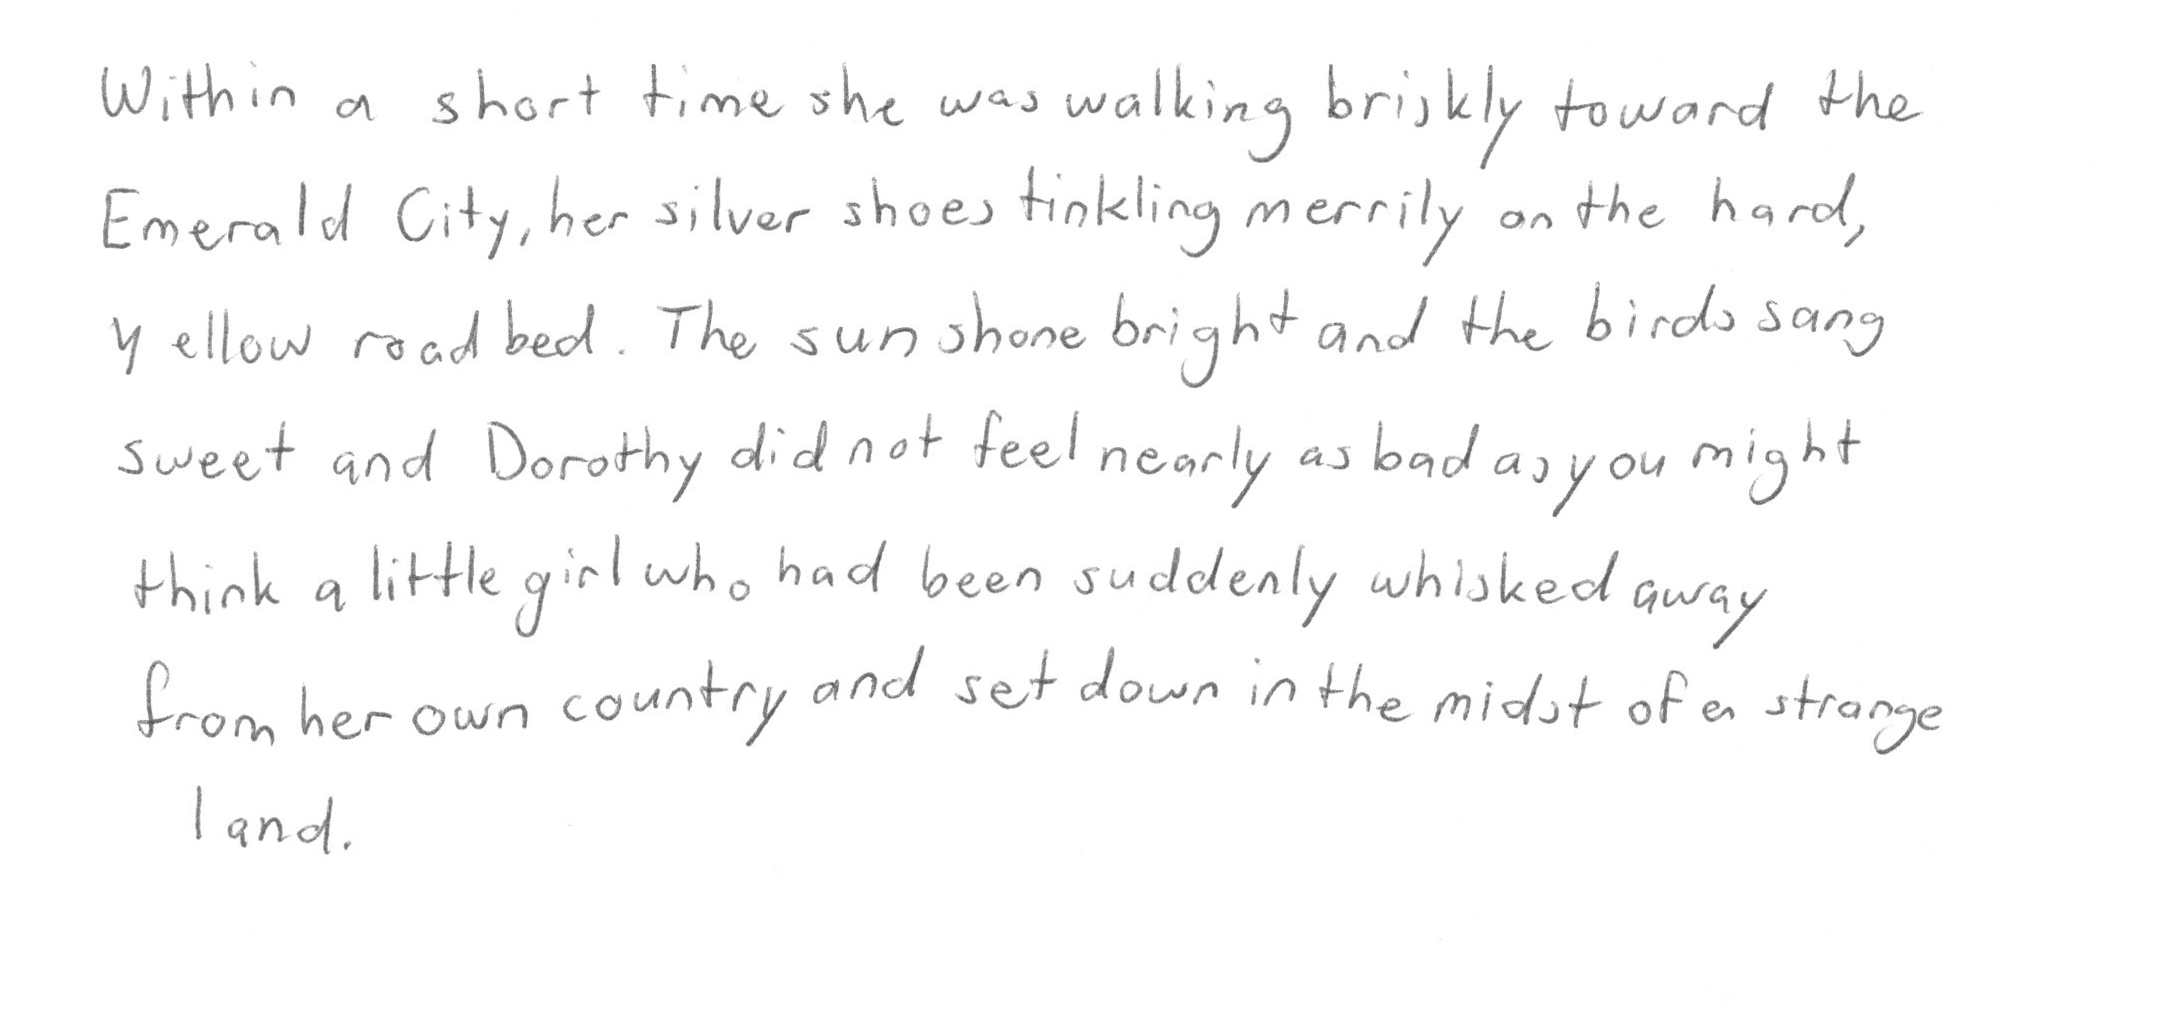 Within a short time she was walking briskly toward the
Emerald City, her silver shoes tinkling merrily on the hard,
yellow road bed. The sun shone bright and the birds sang
sweet and Dorothy did not feel nearly as bad as you might
think a little girl who had been suddenly whisked away
from her own country and set down in the midst of a strange
land.